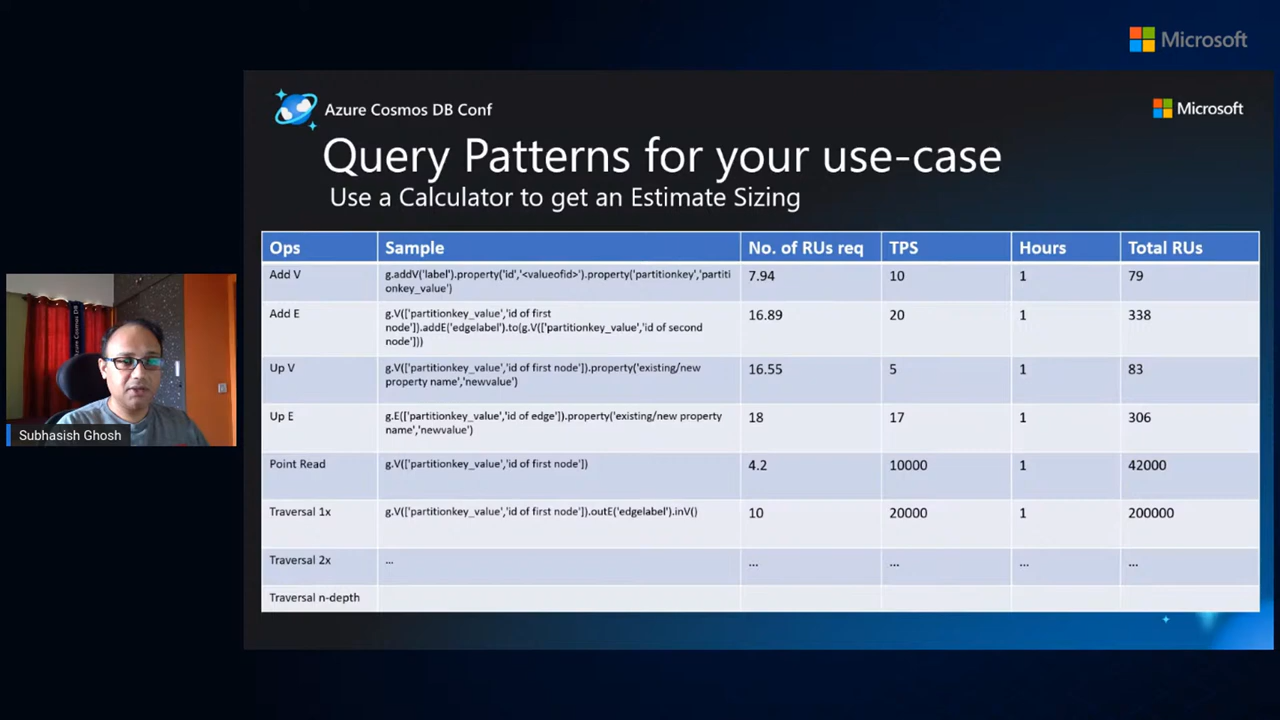 Microsoft
Azure Cosmos DB Conf
Microsoft
Query Patterns for your use-case
Use a Calculator to get an Estimate Sizing
Ops Sample No. of RUs req TPS Hours Total RUs
Add V g.addV('label').property('id','<valueofid>').property('partitionkey','partiti 7.94 10 1 79
onkey_value')
Add E g.V(['partitionkey_value','id of first 16.89 20 1 338
node']).addE('edgelabel').to(g.V(['partitionkey_value','id of second
node']))
Up V g.V(['partitionkey_value','id of first node']).property('existing/new 16.55 5 1 83
property name','newvalue')
Up E g.E(['partitionkey_value','id of edge']).property('existing/new property 18 17 1 306
name','newvalue')
Point Read g.V(['partitionkey_value','id of first node']) 4.2 10000 1 42000
Traversal 1x g.V(['partitionkey_value','id of first node']).outE('edgelabel').inV() 10 20000 1 200000
Traversal 2x ... ... ... ... ...
Traversal n-depth
Azure Cosmos DB
Subhasish Ghosh